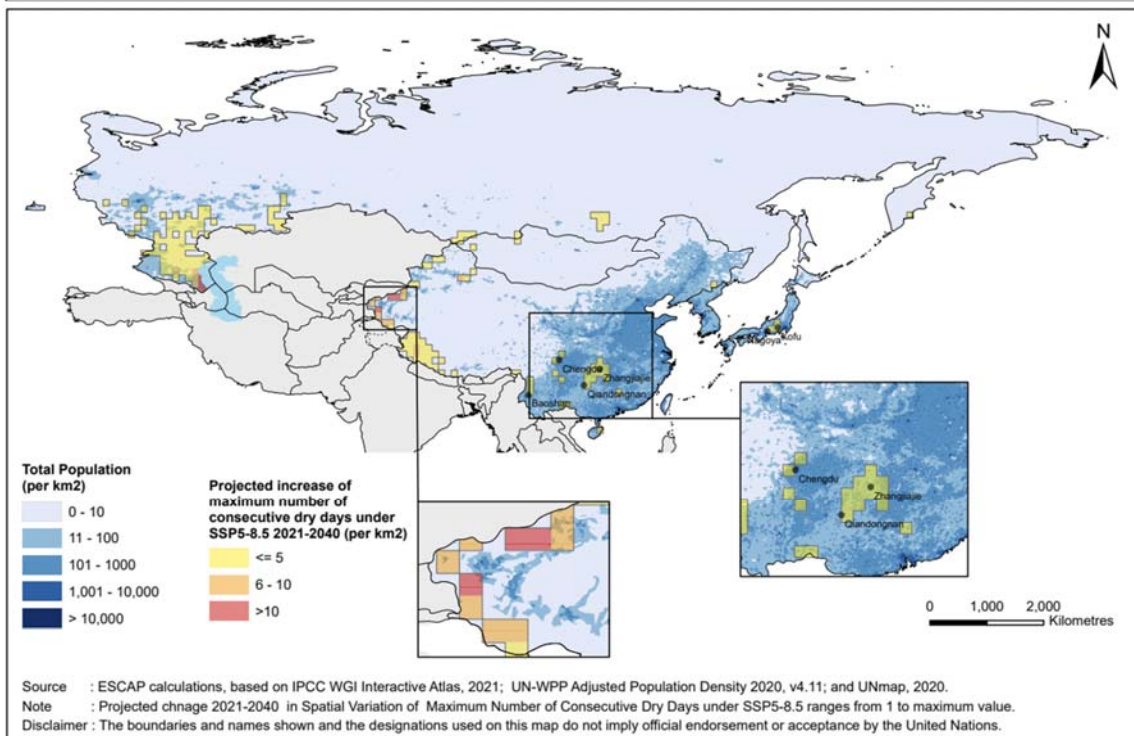 N
Nagoya
Kofu
Chengdu
Zhangjiajie
Qiandongnan
Baoshan
Total Population
(per km2)
0 - 10
11 - 100
101 - 1000
1,001 - 10,000
> 10,000
Projected increase of
maximum number of
consecutive dry days under
SSP5-8.5 2021-2040 (per km2)
<= 5
6 - 10
>10
Chengdu
Zhangjiajie
Qiandongnan
0 1,000 2,000
Kilometres
Source : ESCAP calculations, based on IPCC WGI Interactive Atlas, 2021; UN-WPP Adjusted Population Density 2020, v4.11; and UNmap, 2020.
Note : Projected chnage 2021-2040 in Spatial Variation of Maximum Number of Consecutive Dry Days under SSP5-8.5 ranges from 1 to maximum value.
Disclaimer : The boundaries and names shown and the designations used on this map do not imply official endorsement or acceptance by the United Nations.